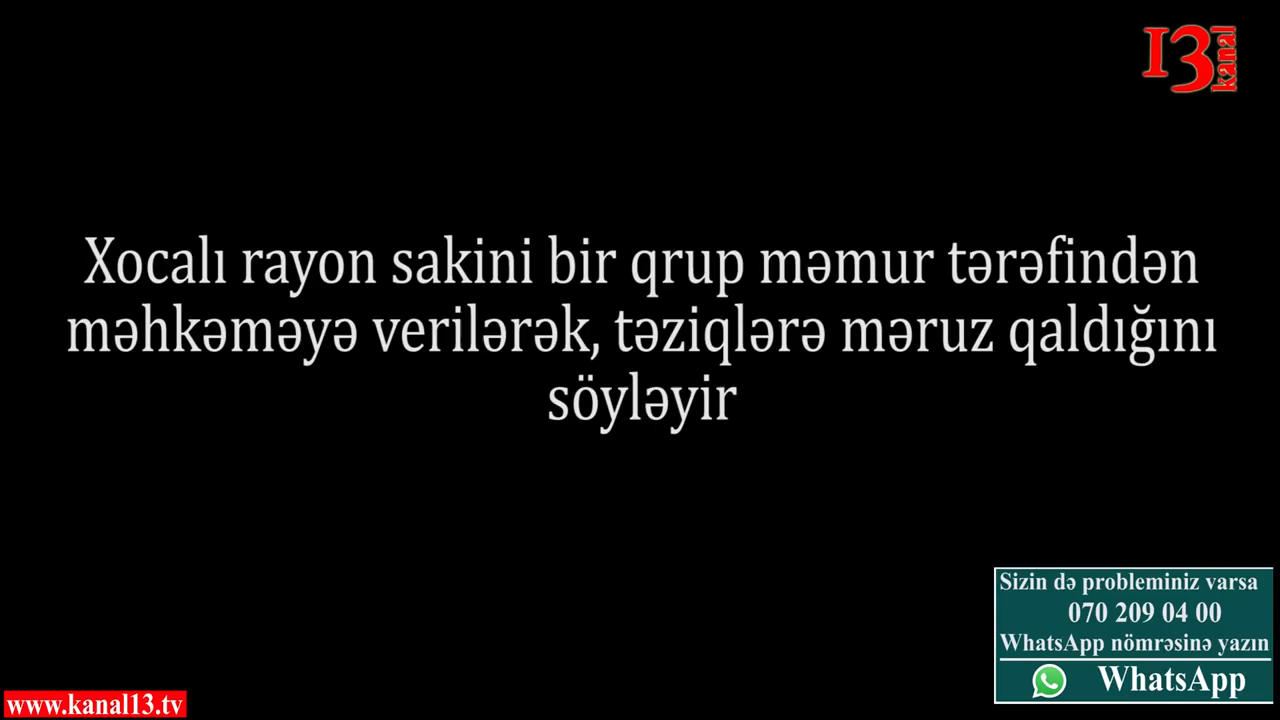 13 kanal
Xocalı rayon sakini bir qrup məmur tərəfindən
məhkəməyə verilərək, təziqlərə məruz qaldığını
söyləyir
Sizin də probleminiz varsa
070 209 04 00
WhatsApp nömrəsinə yazın
WhatsApp
www.kanal13.tv